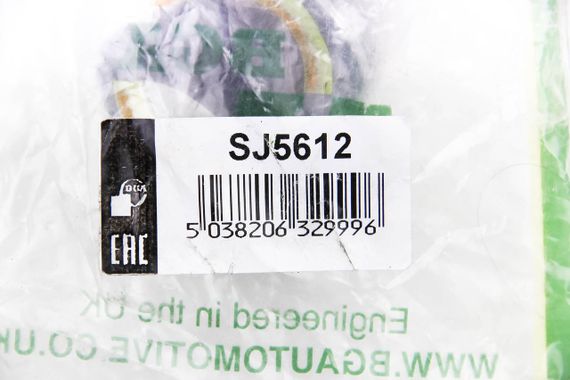 SJ5612
5 038206 329996
EAC
Engineered in the UK
WWW.BGAUTOMOTIVE.CO.UK